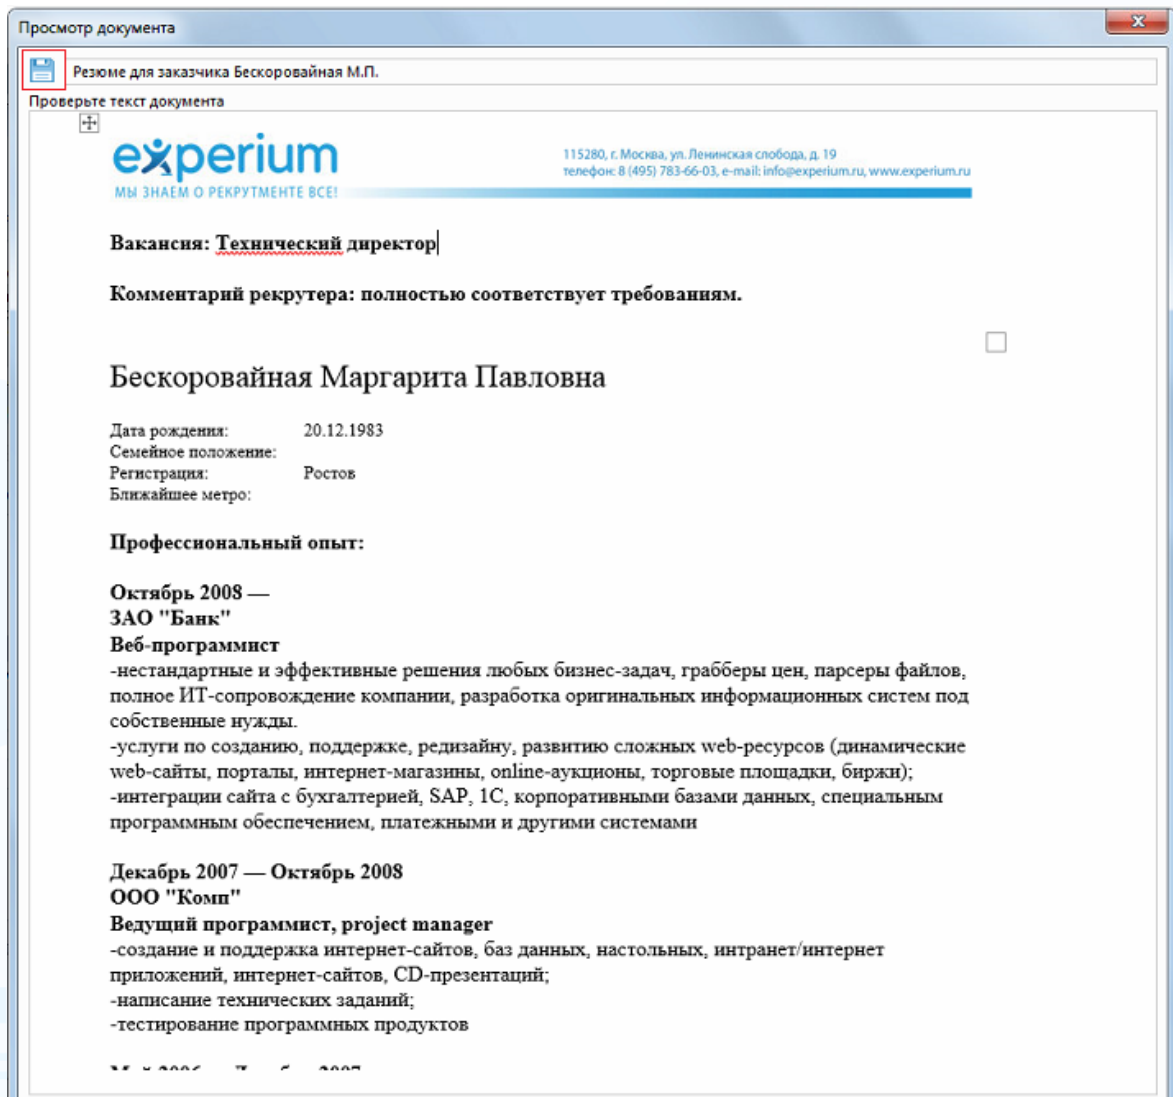 Просмотр документа
Резюме для заказчика Бескоровайная М.П.
Проверьте текст документа
experium
МЫ ЗНАЕМ О РЕКРУТМЕНТЕ ВСЕ!
115280, г. Москва, ул. Ленинская слобода, д. 19
телефон: 8 (495) 783-66-03, e-mail: info@experium.ru, www.experium.ru
Вакансия: Технический директор
Комментарий рекрутера: полностью соответствует требованиям.
Бескоровайная Маргарита Павловна
Дата рождения: 20.12.1983
Семейное положение:
Регистрация: Ростов
Ближайшее метро:
Профессиональный опыт:
Октябрь 2008 —
ЗАО "Банк"
Веб-программист
-нестандартные и эффективные решения любых бизнес-задач, грабберы цен, парсеры файлов,
полное ИТ-сопровождение компании, разработка оригинальных информационных систем под
собственные нужды.
-услуги по созданию, поддержке, редизайну, развитию сложных web-ресурсов (динамические
web-сайты, порталы, интернет-магазины, online-аукционы, торговые площадки, биржи);
-интеграции сайта с бухгалтерией, SAP, 1С, корпоративными базами данных, специальным
программным обеспечением, платежными и другими системами
Декабрь 2007 — Октябрь 2008
ООО "Комп"
Ведущий программист, project manager
-создание и поддержка интернет-сайтов, баз данных, настольных, интранет/интернет
приложений, интернет-сайтов, CD-презентаций;
-написание технических заданий;
-тестирование программных продуктов